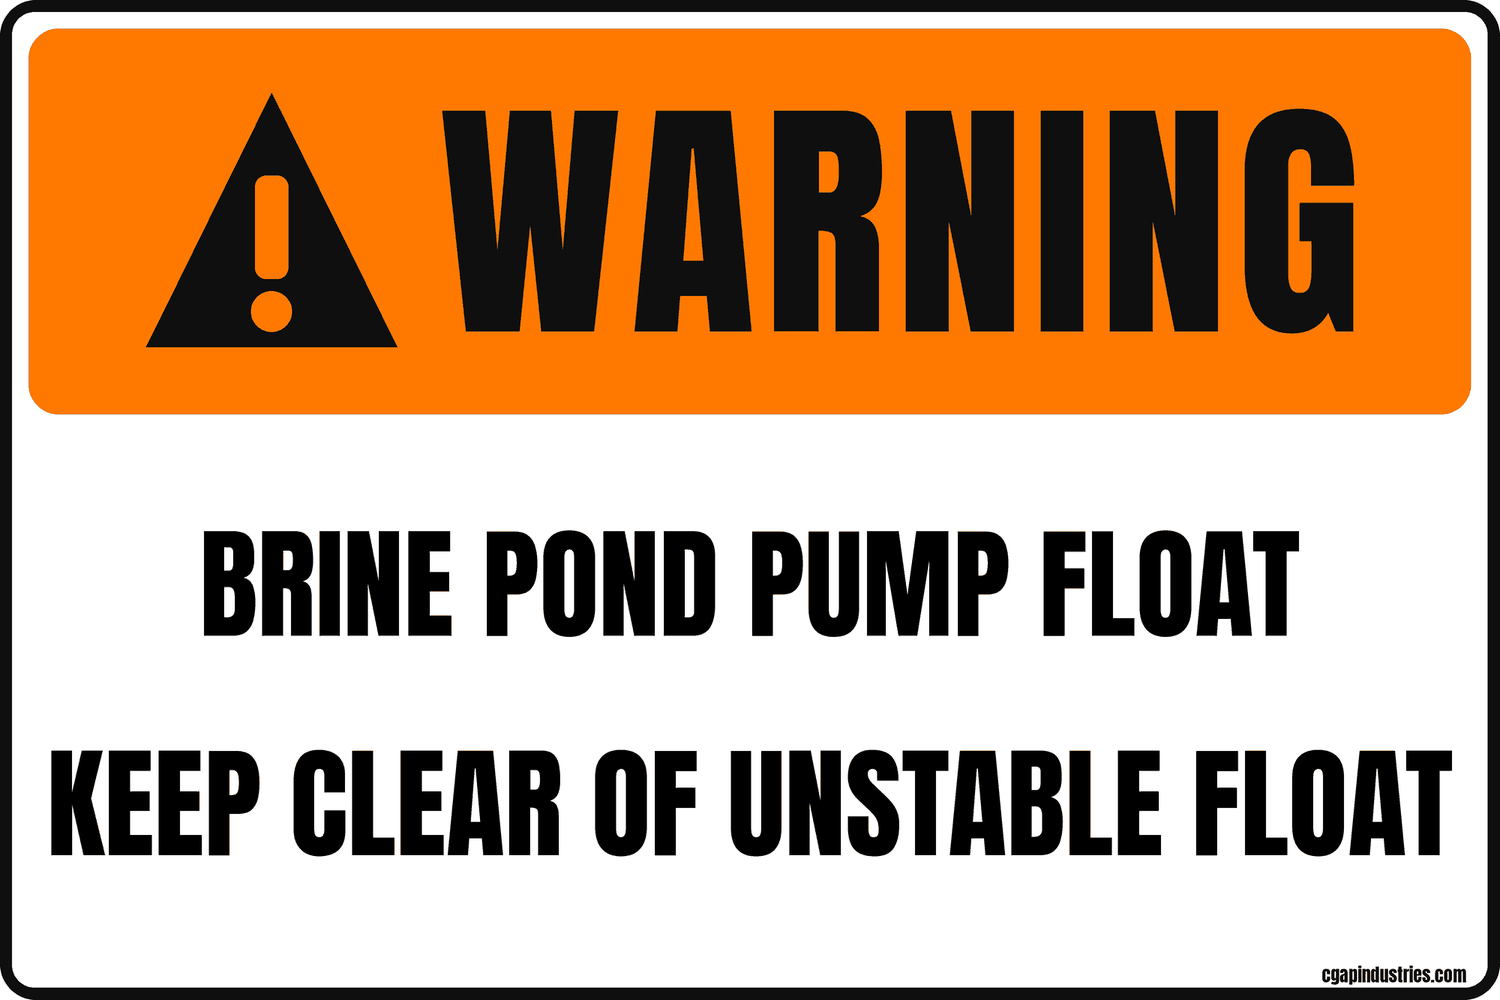 WARNING
BRINE POND PUMP FLOAT
KEEP CLEAR OF UNSTABLE FLOAT
cgapindustries.com